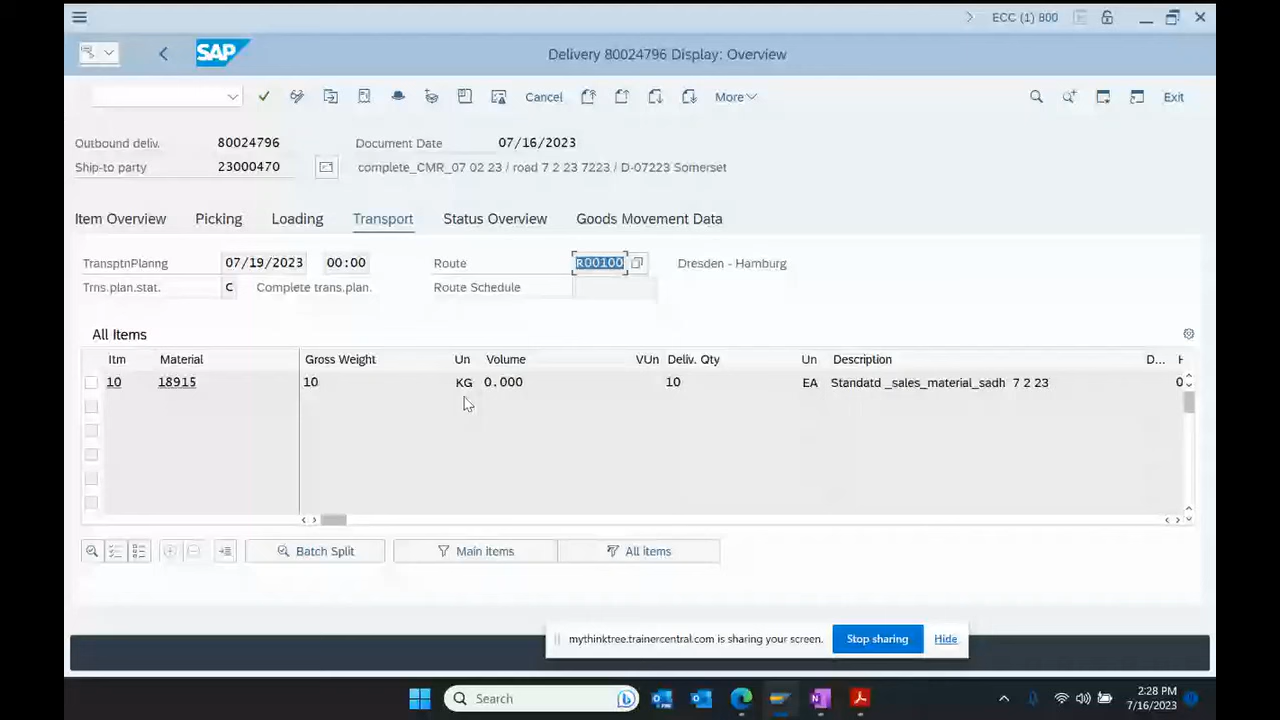 ECC (1) 800
SAP
Delivery 80024796 Display: Overview
Cancel More Exit
Outbound deliv. 80024796 Document Date 07/16/2023
Ship-to party 23000470 complete_CMR_07 02 23 / road 7 2 23 7223 / D-07223 Somerset
Item Overview Picking Loading Transport Status Overview Goods Movement Data
TransptnPlanng 07/19/2023 00:00 Route R00100 Dresden - Hamburg
Trns.plan.stat. C Complete trans.plan. Route Schedule
All Items
Itm Material Gross Weight Un Volume VUn Deliv. Qty Un Description D... H
10 18915 10 KG 0.000 10 EA Standatd _sales_material_sadh 7 2 23 0
Batch Split Main items All items
mythinktree.trainercentral.com is sharing your screen. Stop sharing Hide
Search 2:28 PM
7/16/2023